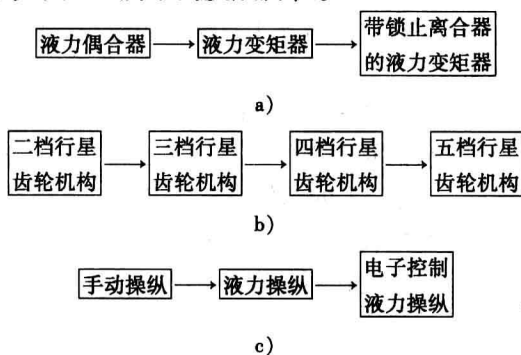 液力偶合器 液力变矩器 带锁止离合器
的液力变矩器
a)
二档行星 三档行星 四档行星 五档行星
齿轮机构 齿轮机构 齿轮机构 齿轮机构
b)
手动操纵 液力操纵 电子控制
液力操纵
c)